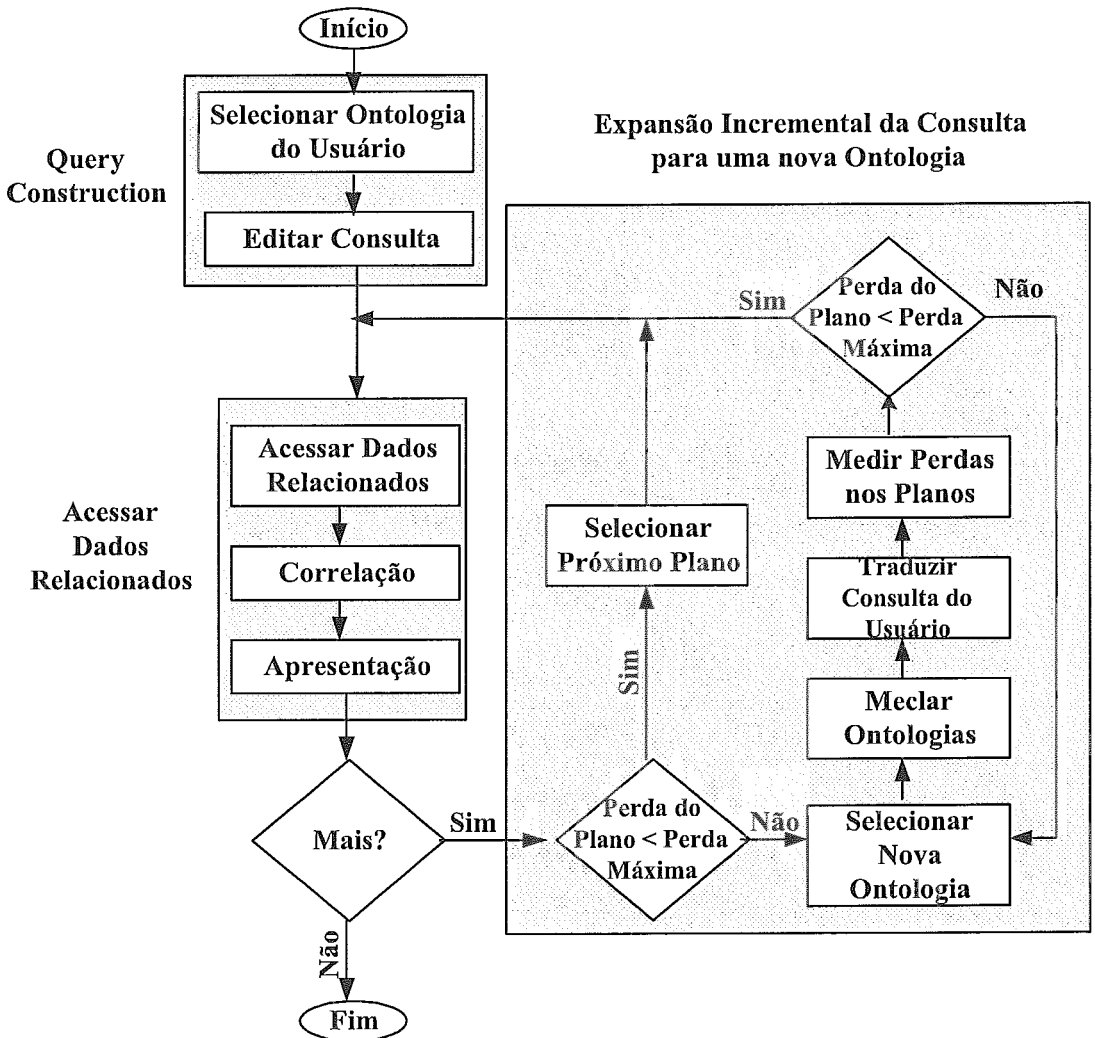 Início
Selecionar Ontologia
do Usuário
Query
Construction
Editar Consulta
Expansão Incremental da Consulta
para uma nova Ontologia
Sim
Perda do
Plano < Perda
Máxima
Não
Acessar
Dados
Relacionados
Acessar Dados
Relacionados
Correlação
Apresentação
Selecionar
Próximo Plano
Medir Perdas
nos Planos
Traduzir
Consulta do
Usuário
Meclar
Ontologias
Sim
Mais?
Sim
Perda do
Plano < Perda
Máxima
Não
Selecionar
Nova
Ontologia
Não
Fim